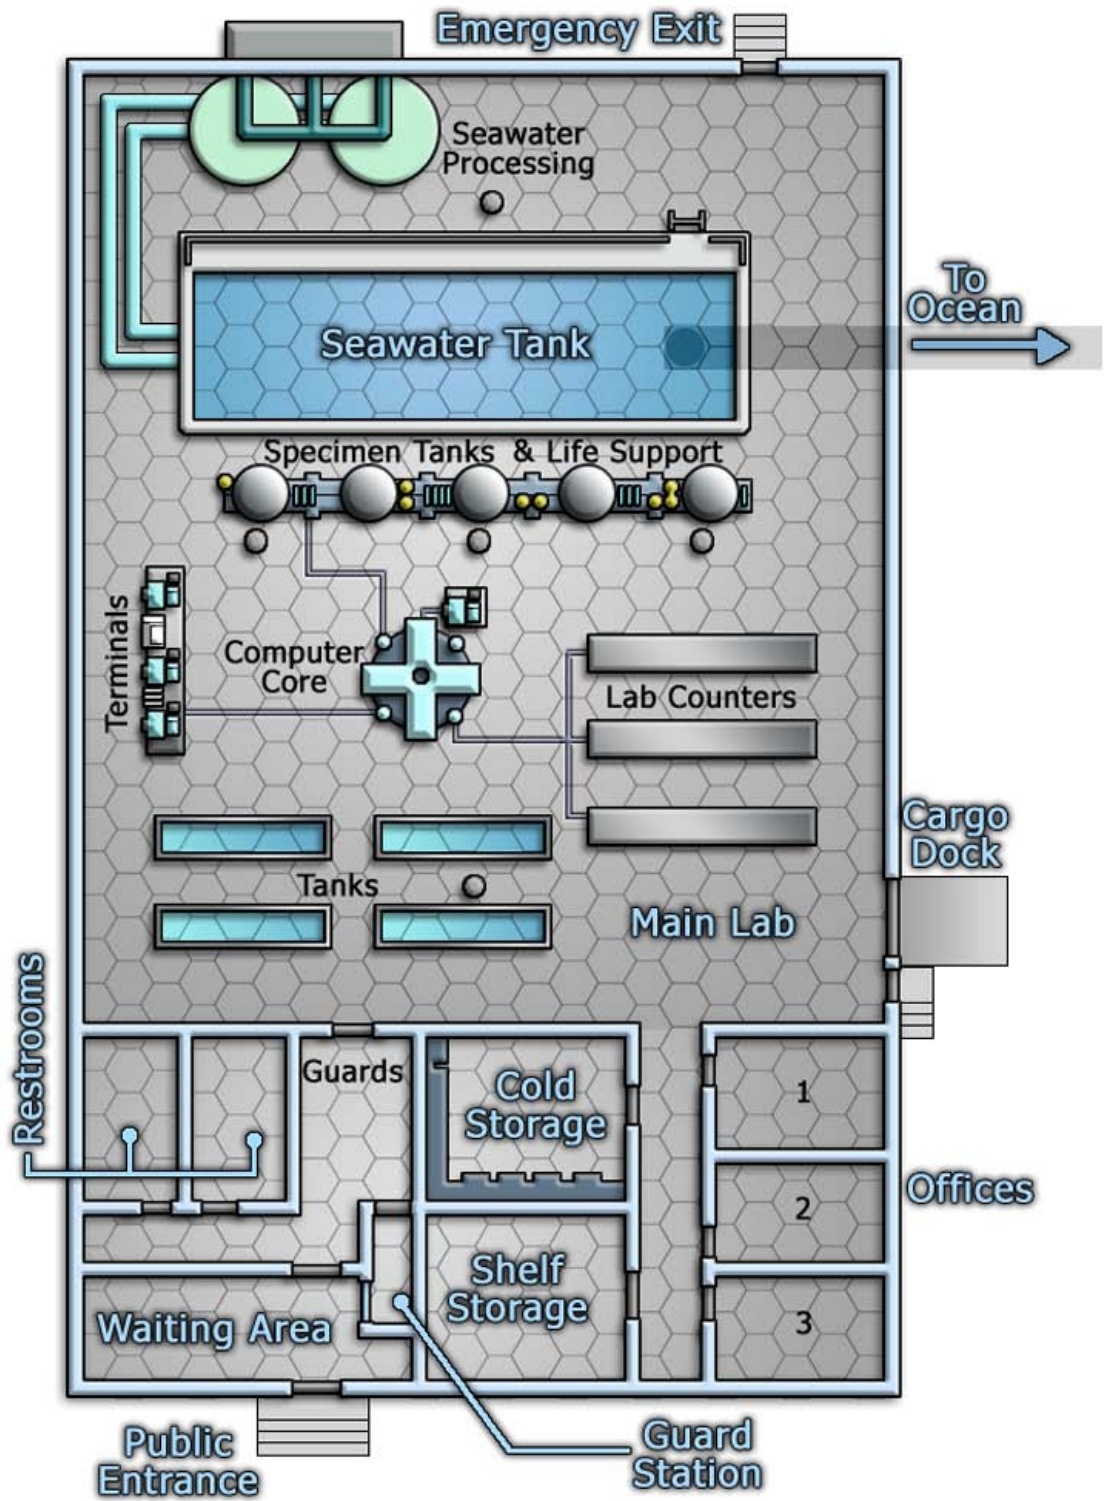 Emergency Exit
Seawater
Processing
To
Ocean
Seawater Tank
Specimen Tanks & Life Support
Terminals
Computer
Core
Lab Counters
Cargo
Dock
Tanks
Main Lab
Restrooms
Guards
Cold
Storage
1
Offices
2
Shelf
Storage
Waiting Area
3
Public
Entrance
Guard
Station